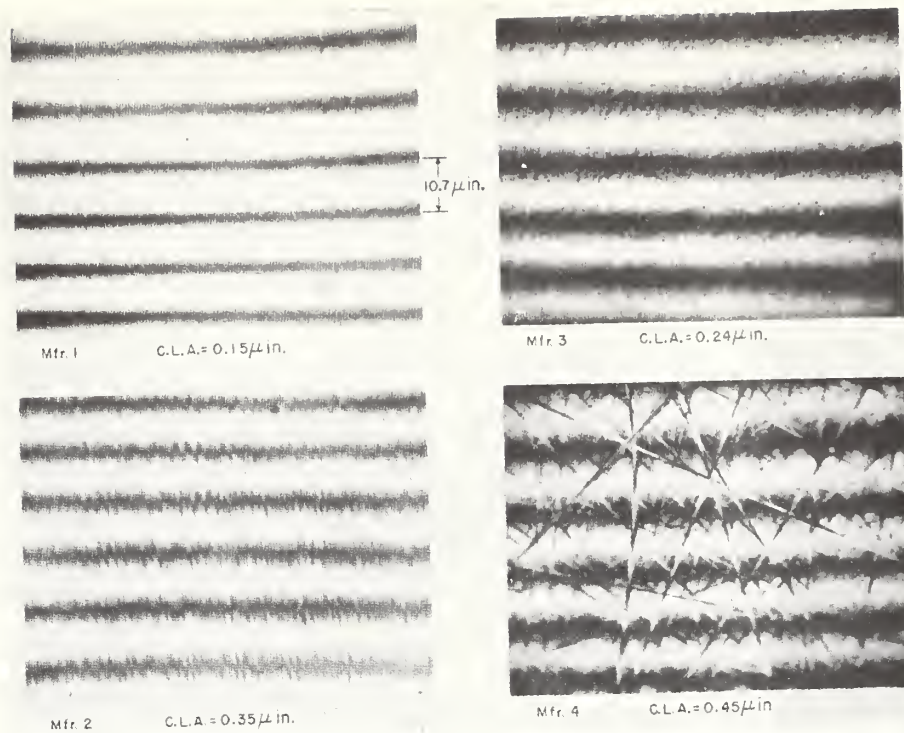 10.7 μ in.
Mfr. 1 C.L.A. = 0.15 μ in.
Mfr. 3 C.L.A. = 0.24 μ in.
Mfr. 2 C.L.A. = 0.35 μ in.
Mfr. 4 C.L.A. = 0.45 μ in